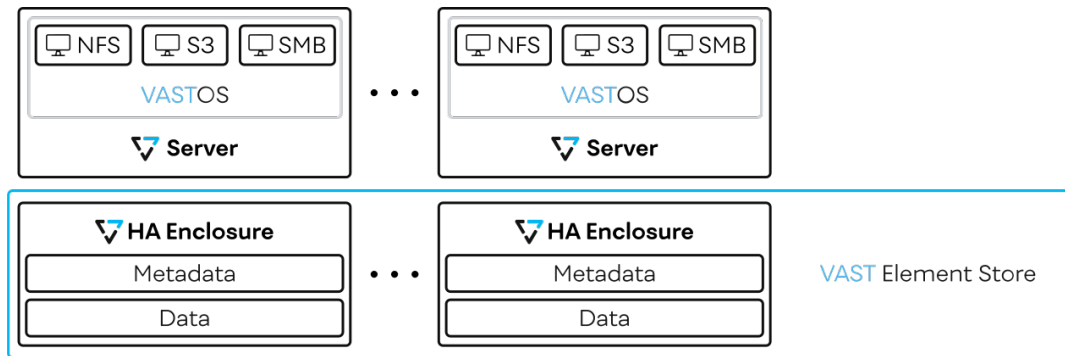 NFS S3 SMB NFS S3 SMB
VASTOS ... VASTOS
Server Server
HA Enclosure HA Enclosure
Metadata ... Metadata VAST Element Store
Data Data